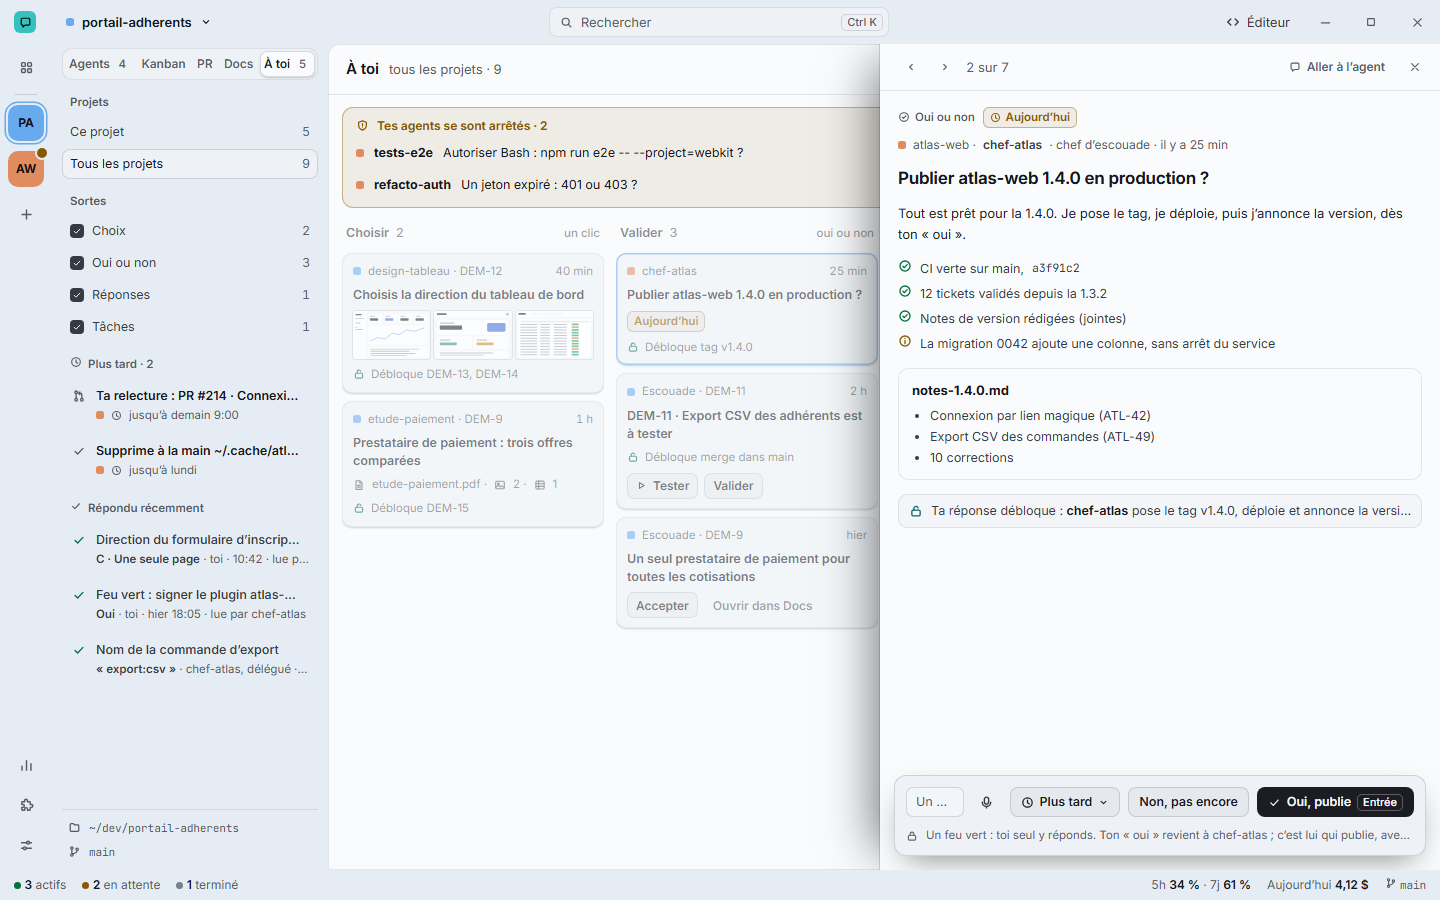 portail-adherents
Rechercher
Ctrl K
Éditeur
PA
AW
Agents 4
Kanban
PR
Docs
À toi 5
Projets
Ce projet 5
Tous les projets 9
Sortes
Choix 2
Oui ou non 3
Réponses 1
Tâches 1
Plus tard · 2
Ta relecture : PR #214 · Connexi...
jusqu’à demain 9:00
Supprime à la main ~/.cache/atl...
jusqu’à lundi
Répondu récemment
Direction du formulaire d’inscrip...
C · Une seule page · toi · 10:42 · lue p...
Feu vert : signer le plugin atlas-...
Oui · toi · hier 18:05 · lue par chef-atlas
Nom de la commande d’export
« export:csv » · chef-atlas, délégué ·...
~/dev/portail-adherents
main
À toi tous les projets · 9
Tes agents se sont arrêtés · 2
tests-e2e Autoriser Bash : npm run e2e -- --project=webkit ?
refacto-auth Un jeton expiré : 401 ou 403 ?
Choisir 2 un clic
design-tableau · DEM-12 40 min
Choisis la direction du tableau de bord
Débloque DEM-13, DEM-14
etude-paiement · DEM-9 1 h
Prestataire de paiement : trois offres
comparées
etude-paiement.pdf · 2 · 1
Débloque DEM-15
Valider 3 oui ou non
chef-atlas 25 min
Publier atlas-web 1.4.0 en production ?
Aujourd’hui
Débloque tag v1.4.0
Escouade · DEM-11 2 h
DEM-11 · Export CSV des adhérents est
à tester
Débloque merge dans main
Tester
Valider
Escouade · DEM-9 hier
Un seul prestataire de paiement pour
toutes les cotisations
Accepter
Ouvrir dans Docs
2 sur 7
Aller à l’agent
Oui ou non
Aujourd’hui
atlas-web · chef-atlas · chef d’escouade · il y a 25 min
Publier atlas-web 1.4.0 en production ?
Tout est prêt pour la 1.4.0. Je pose le tag, je déploie, puis j’annonce la version, dès
ton « oui ».
CI verte sur main, a3f91c2
12 tickets validés depuis la 1.3.2
Notes de version rédigées (jointes)
La migration 0042 ajoute une colonne, sans arrêt du service
notes-1.4.0.md
• Connexion par lien magique (ATL-42)
• Export CSV des commandes (ATL-49)
• 10 corrections
Ta réponse débloque : chef-atlas pose le tag v1.4.0, déploie et annonce la versi...
Un ...
Plus tard
Non, pas encore
Oui, publie Entrée
Un feu vert : toi seul y réponds. Ton « oui » revient à chef-atlas ; c’est lui qui publie, ave...
3 actifs
2 en attente
1 terminé
5h 34 % · 7j 61 %
Aujourd’hui 4,12 $
main